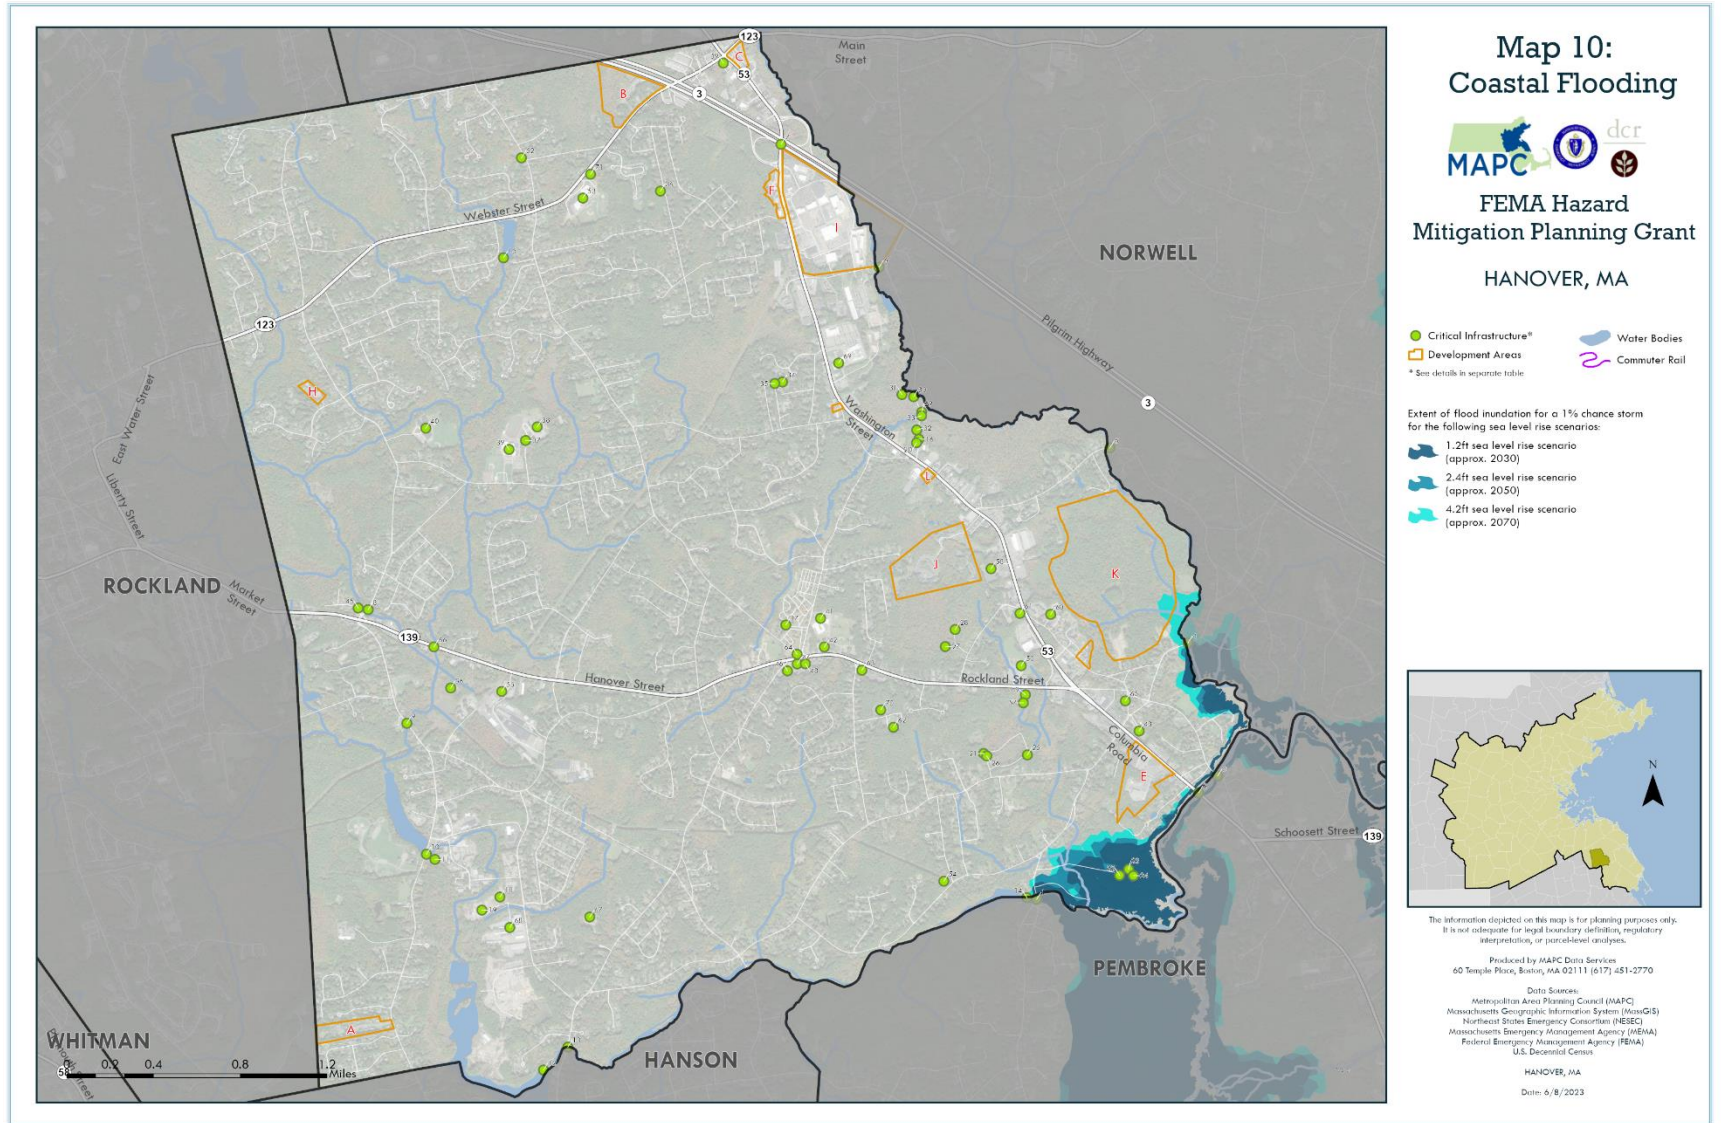 Map 10:
Coastal Flooding
MAPC
dcr
FEMA Hazard
Mitigation Planning Grant
HANOVER, MA
Critical Infrastructure*
Development Areas
* See details in separate table
Water Bodies
Commuter Rail
Extent of flood inundation for a 1% chance storm
for the following sea level rise scenarios:
1.2ft sea level rise scenario
(approx. 2030)
2.4ft sea level rise scenario
(approx. 2050)
4.2ft sea level rise scenario
(approx. 2070)
N
The information depicted on this map is for planning purposes only.
It is not adequate for legal boundary definition, regulatory
interpretation, or parcel-level analyses.
Produced by MAPC Data Services
60 Temple Place, Boston, MA 02111 (617) 451-2770
Data Sources:
Metropolitan Area Planning Council (MAPC)
Massachusetts Geographic Information System (MassGIS)
Northeast States Emergency Consortium (NESEC)
Massachusetts Emergency Management Agency (MEMA)
Federal Emergency Management Agency (FEMA)
U.S. Decennial Census
HANOVER, MA
Date: 6/8/2023
123
Main
Street
C
53
B
3
F
I
Webster Street
NORWELL
Pilgrim Highway
123
East Water Street
H
3
Washington
Street
Liberty Street
L
J
K
ROCKLAND
Market
Street
139
53
Hanover Street
Rockland Street
Columbia
Road
E
Schoosett Street
139
PEMBROKE
A
WHITMAN
HANSON
58
0.2
0.4
0.8
1.2
Miles